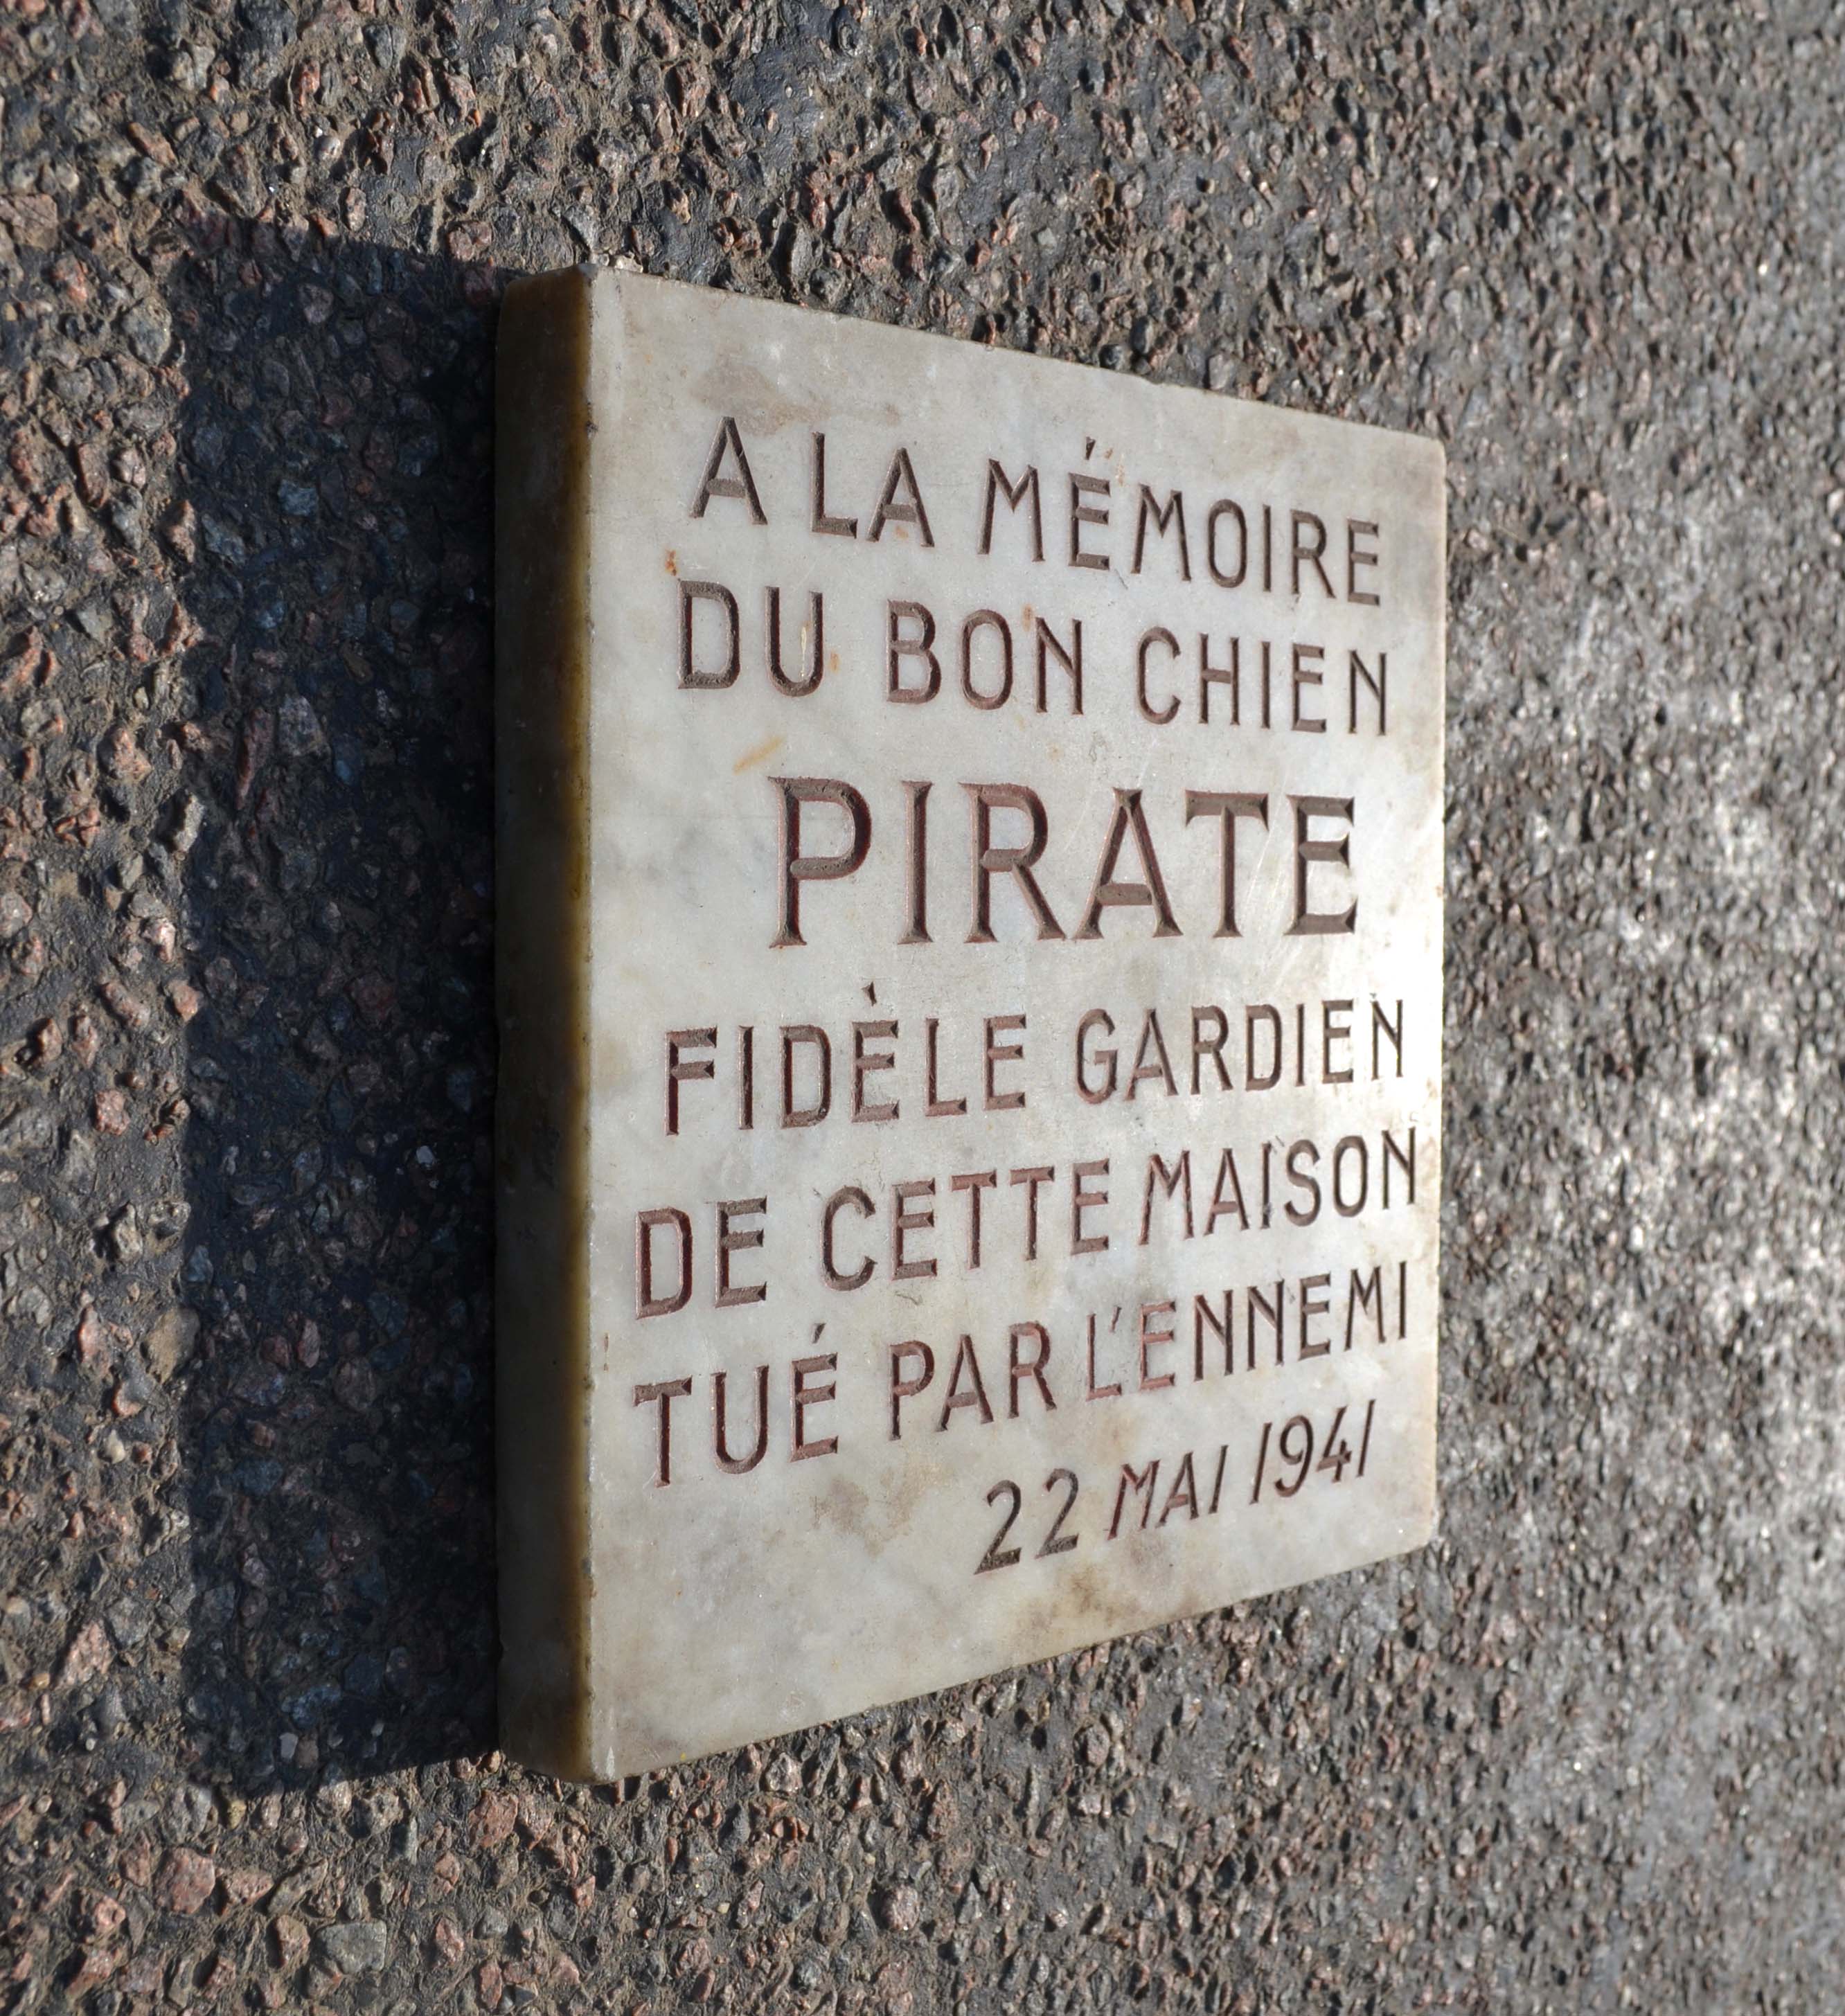 A LA MÉMOIRE
DU BON CHIEN
PIRATE
FIDÈLE GARDIEN
DE CETTE MAISON
TUÉ PAR L'ENNEMI
22 MAI 1941